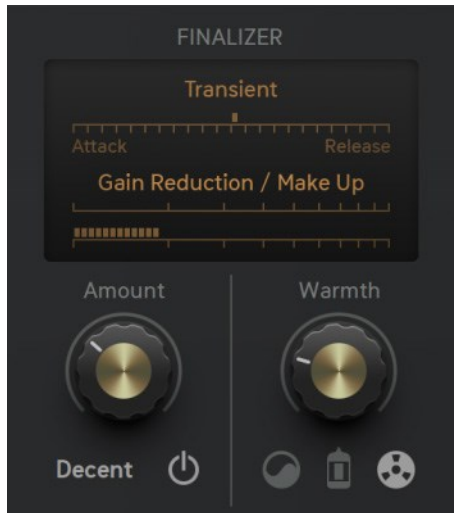 FINALIZER
Transient
Attack Release
Gain Reduction / Make Up
Amount Warmth
Decent